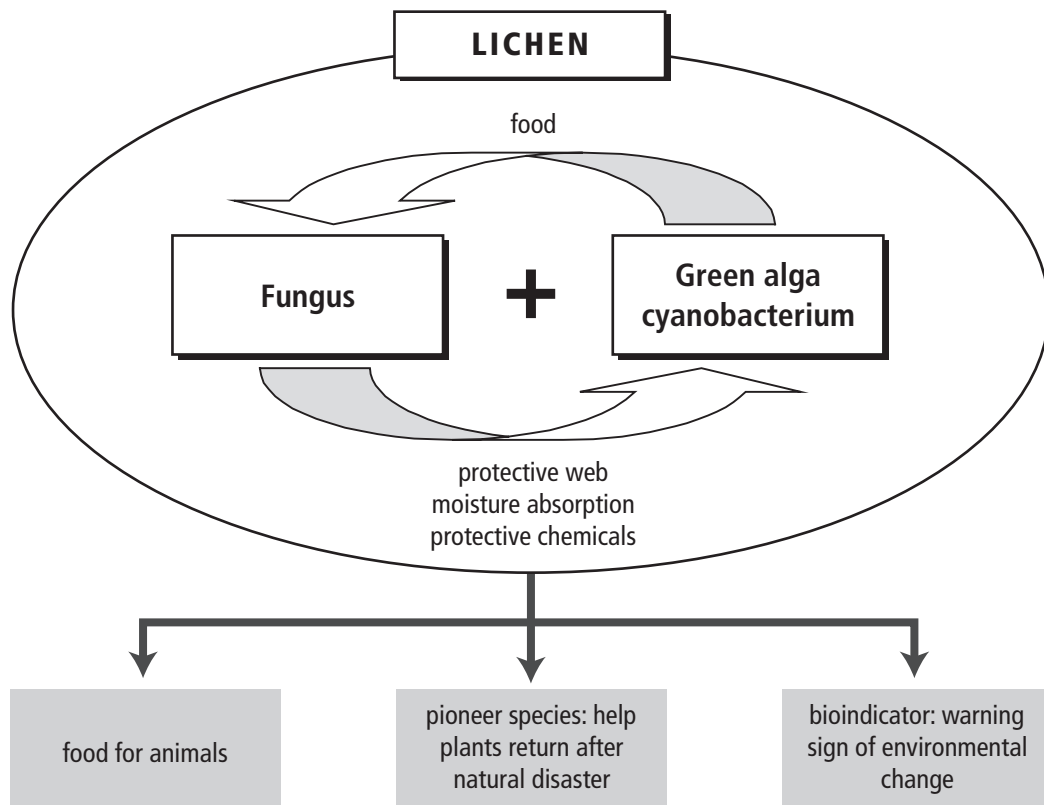 LICHEN
food
Fungus
+
Green alga
cyanobacterium
protective web
moisture absorption
protective chemicals
food for animals
pioneer species: help
plants return after
natural disaster
bioindicator: warning
sign of environmental
change